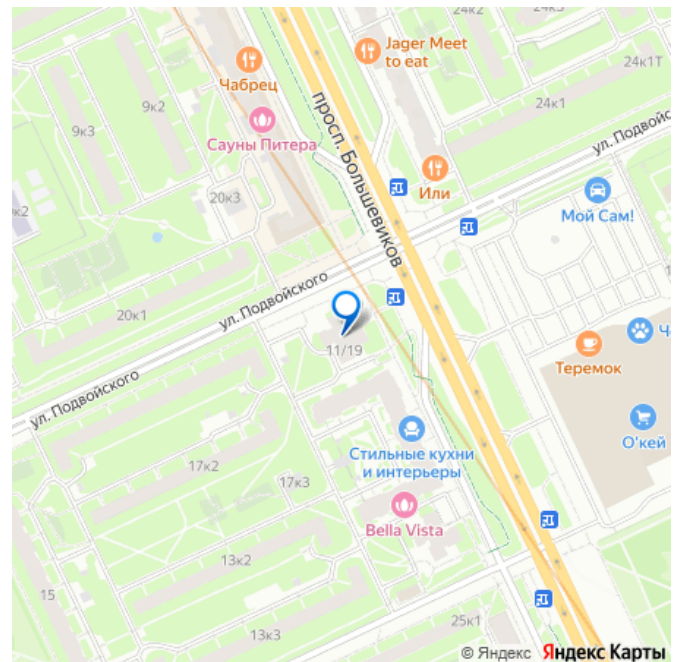 24к2
24к3
Jager Meet
to eat
24к1Т
Чабрец
9к2
24к1
9к3
Сауны Питера
просп. Большевиков
ул. Подвойс
Или
20к3
Мой Сам!
ул. Подвойского
20к1
11/19
Теремок
О'кей
ул. Подвойского
Стильные кухни
и интерьеры
17к2
17к3
Bella Vista
13к2
15
25к1
13к3
© Яндекс Яндекс Карты